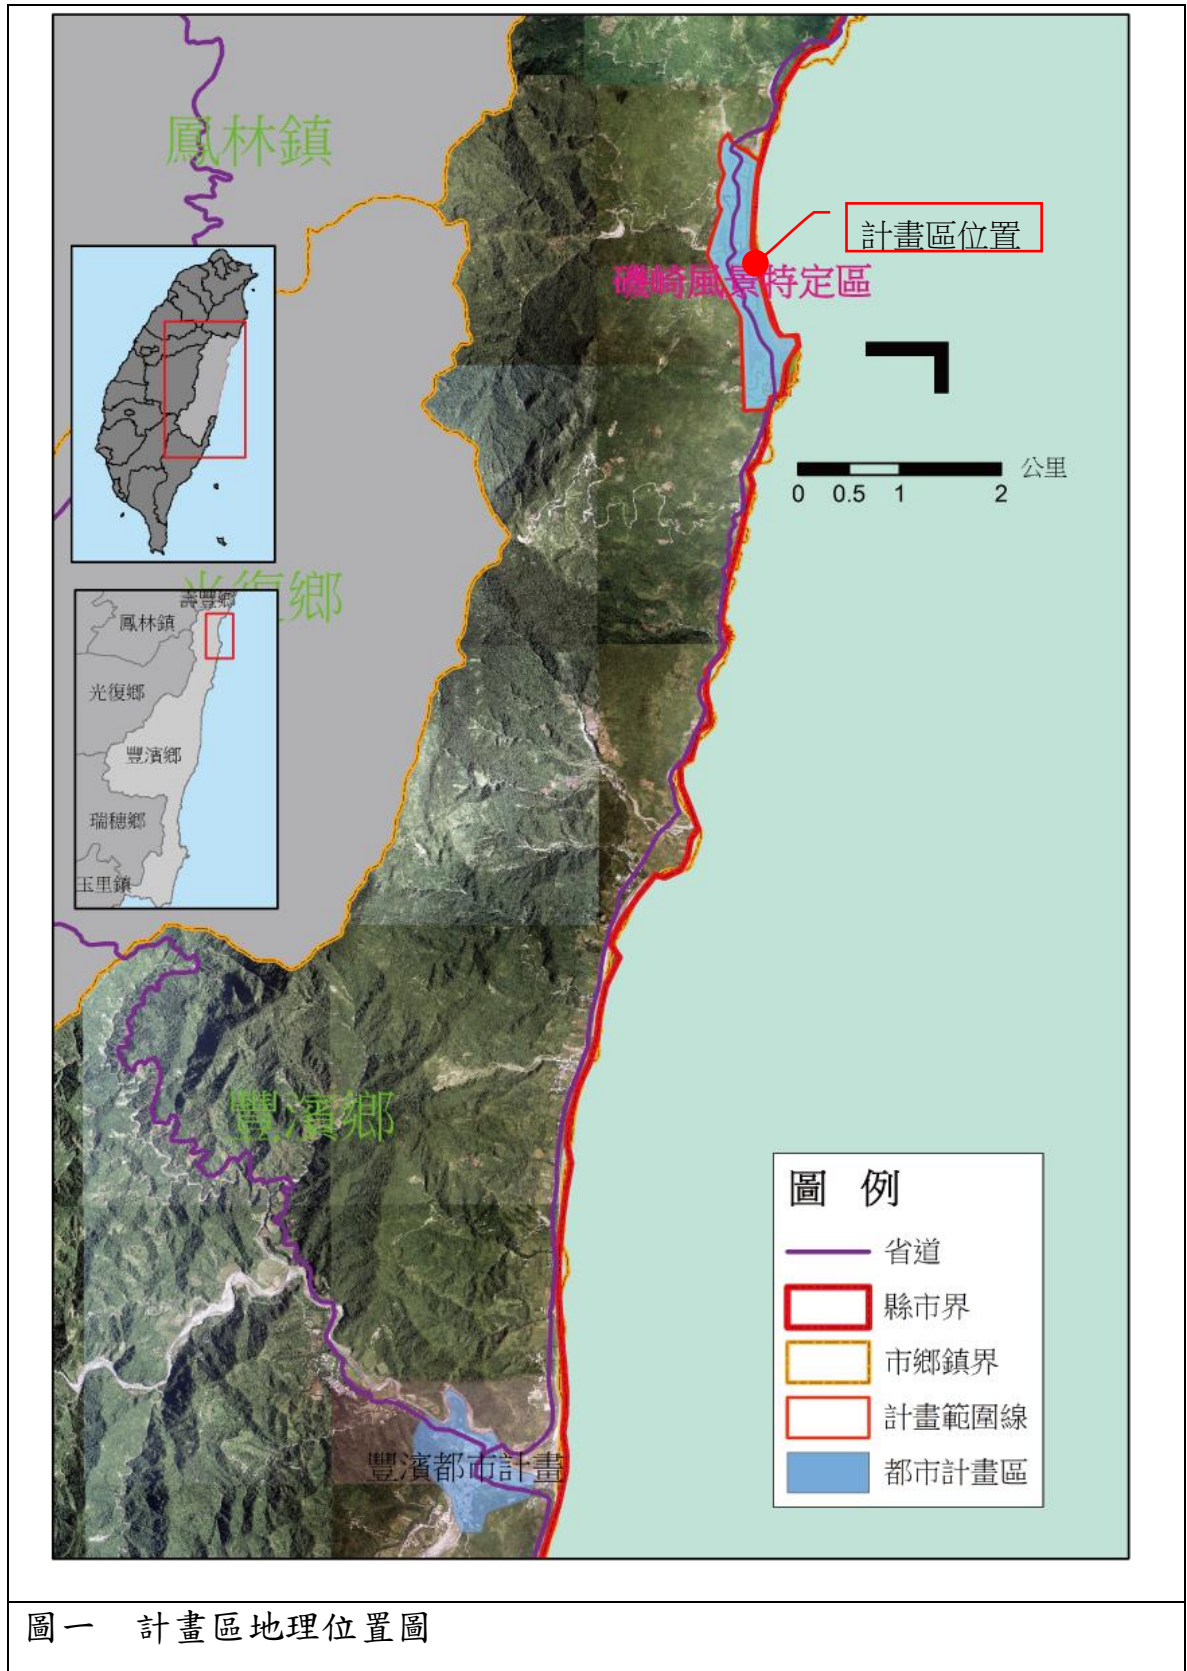 鳳林鎮
計畫區位置
磯崎風景特定區
公里
0 0.5 1 2
光復鄉
壽豐鄉
鳳林鎮
光復鄉
豐濱鄉
瑞穗鄉
玉里鎮
豐濱鄉
圖 例
省道
縣市界
市鄉鎮界
計畫範圍線
都市計畫區
豐濱都市計畫
圖一 計畫區地理位置圖